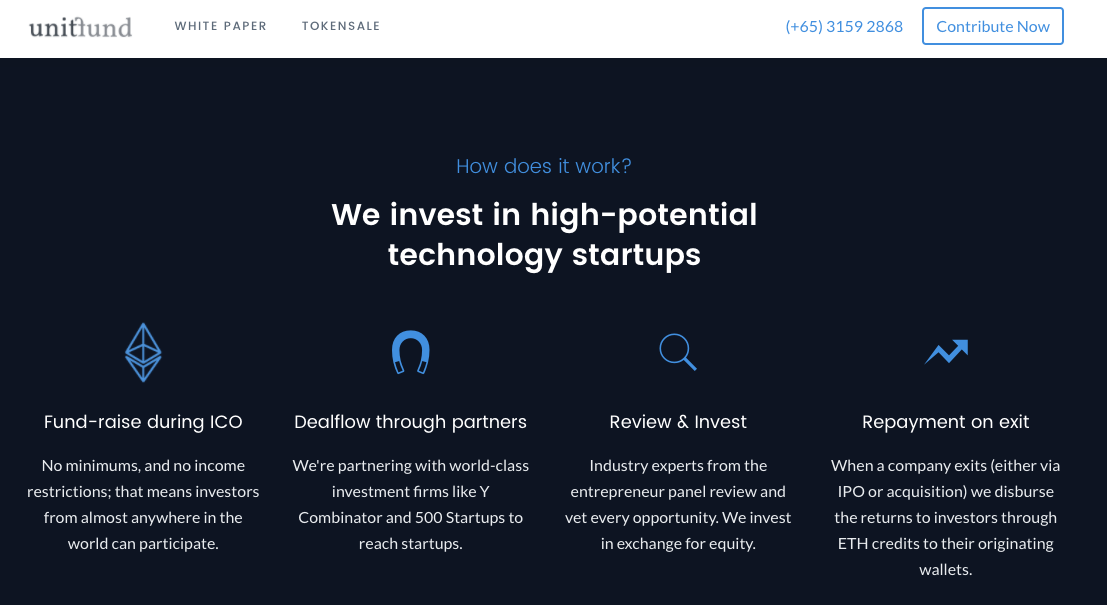 unitfund WHITE PAPER TOKENSALE (+65) 3159 2868 Contribute Now
How does it work?
We invest in high-potential
technology startups
Fund-raise during ICO
No minimums, and no income
restrictions; that means investors
from almost anywhere in the
world can participate.
Dealflow through partners
We're partnering with world-class
investment firms like Y
Combinator and 500 Startups to
reach startups.
Review & Invest
Industry experts from the
entrepreneur panel review and
vet every opportunity. We invest
in exchange for equity.
Repayment on exit
When a company exits (either via
IPO or acquisition) we disburse
the returns to investors through
ETH credits to their originating
wallets.